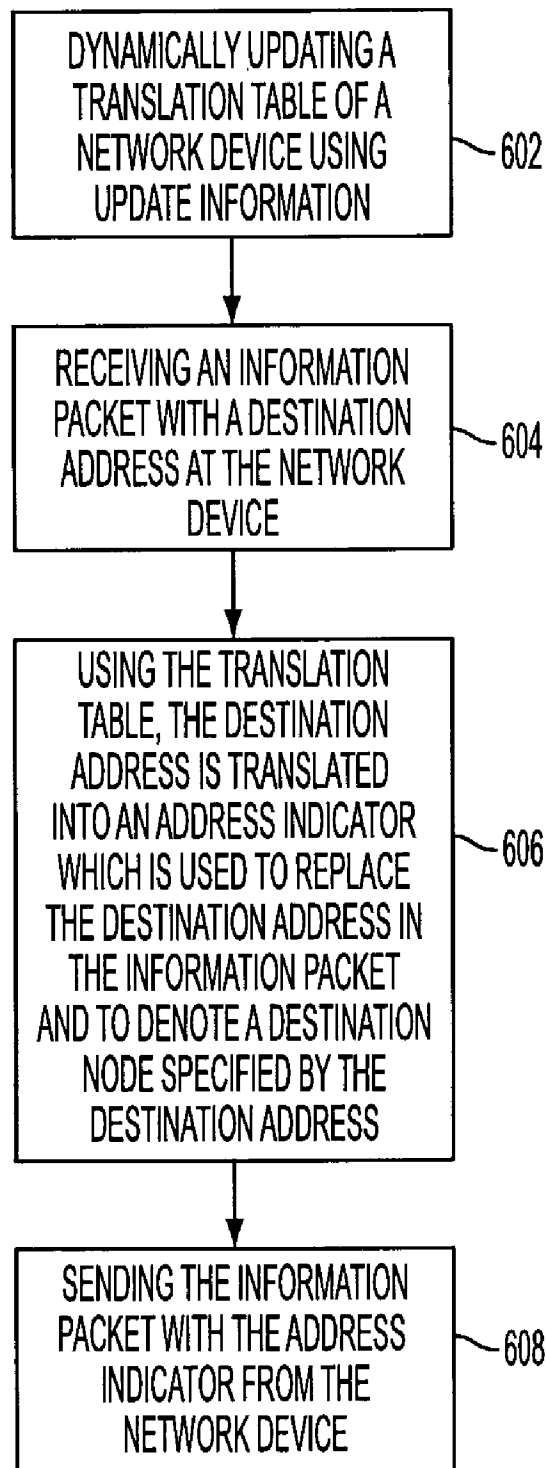 DYNAMICALLY UPDATING A
TRANSLATION TABLE OF A
NETWORK DEVICE USING
UPDATE INFORMATION
602
RECEIVING AN INFORMATION
PACKET WITH A DESTINATION
ADDRESS AT THE NETWORK
DEVICE
604
USING THE TRANSLATION
TABLE, THE DESTINATION
ADDRESS IS TRANSLATED
INTO AN ADDRESS INDICATOR
WHICH IS USED TO REPLACE
THE DESTINATION ADDRESS IN
THE INFORMATION PACKET
AND TO DENOTE A DESTINATION
NODE SPECIFIED BY THE
DESTINATION ADDRESS
606
SENDING THE INFORMATION
PACKET WITH THE ADDRESS
INDICATOR FROM THE
NETWORK DEVICE
608